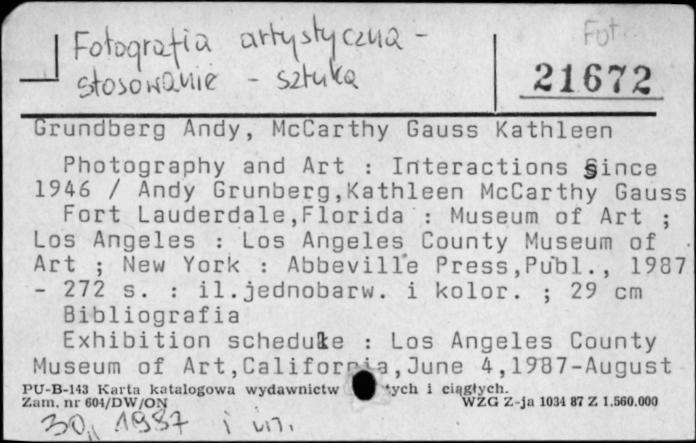 Fotografia artystyczna -
stosowanie - sztuka
Fot.
21672
Grundberg Andy, McCarthy Gauss Kathleen
Photography and Art : Interactions Since
1946 / Andy Grunberg,Kathleen McCarthy Gauss
Fort Lauderdale,Florida : Museum of Art ;
Los Angeles : Los Angeles County Museum of
Art ; New York : Abbeville Press,Publ., 1987
- 272 s. : il.jednobarw. i kolor. ; 29 cm
Bibliografia
Exhibition schedule : Los Angeles County
Museum of Art,California,June 4,1987-August
PU-B-143 Karta katalogowa wydawnictw tych i ciągłych.
Zam. nr 604/DW/ON WZG Z-ja 1034 87 Z 1.560.000
30, 1987 i in.